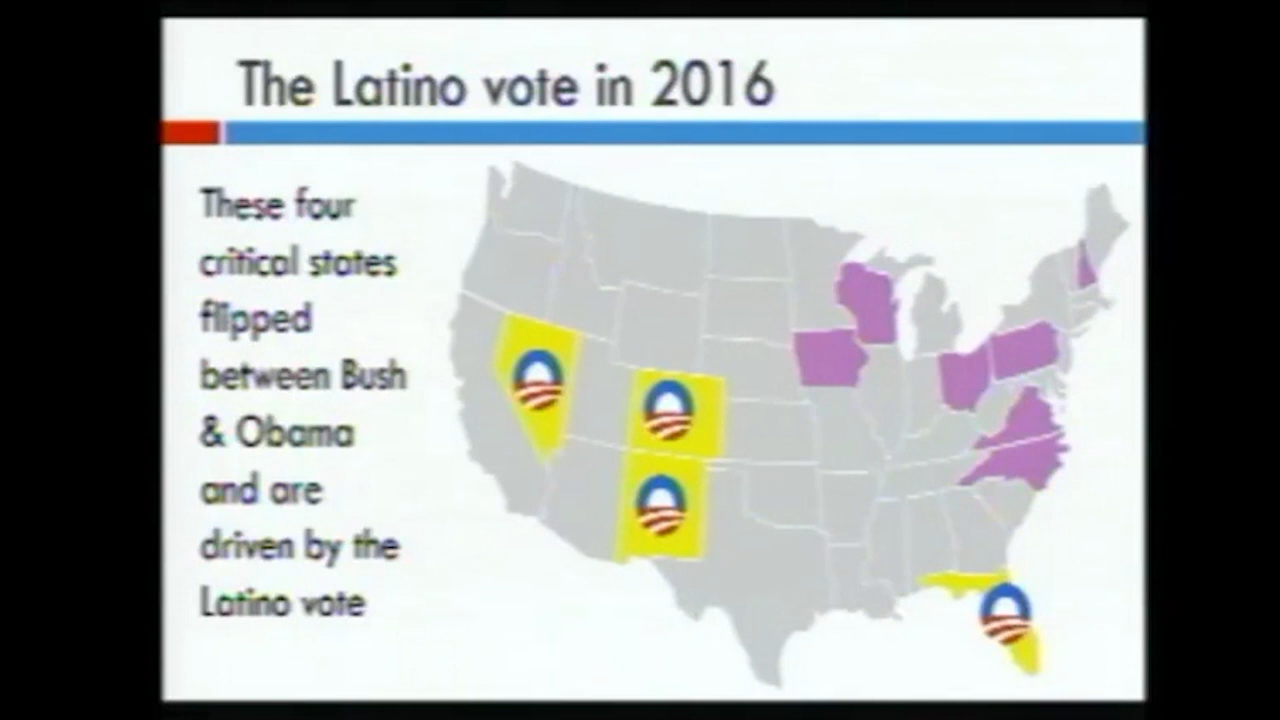 The Latino vote in 2016
These four
critical states
flipped
between Bush
& Obama
and are
driven by the
Latino vote